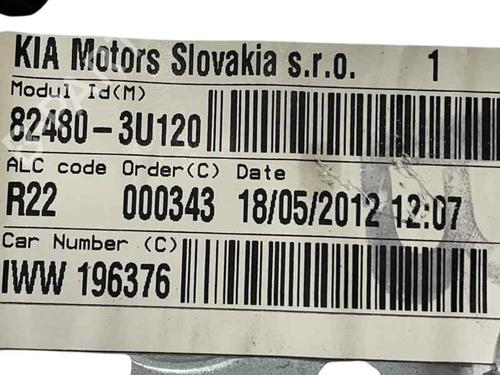 KIA Motors Slovakia s.r.o. 1
Modul Id(M)
82480-3U120
ALC code Order(C) Date
R22 000343 18/05/2012 12:07
Car Number (C)
IWW 196376